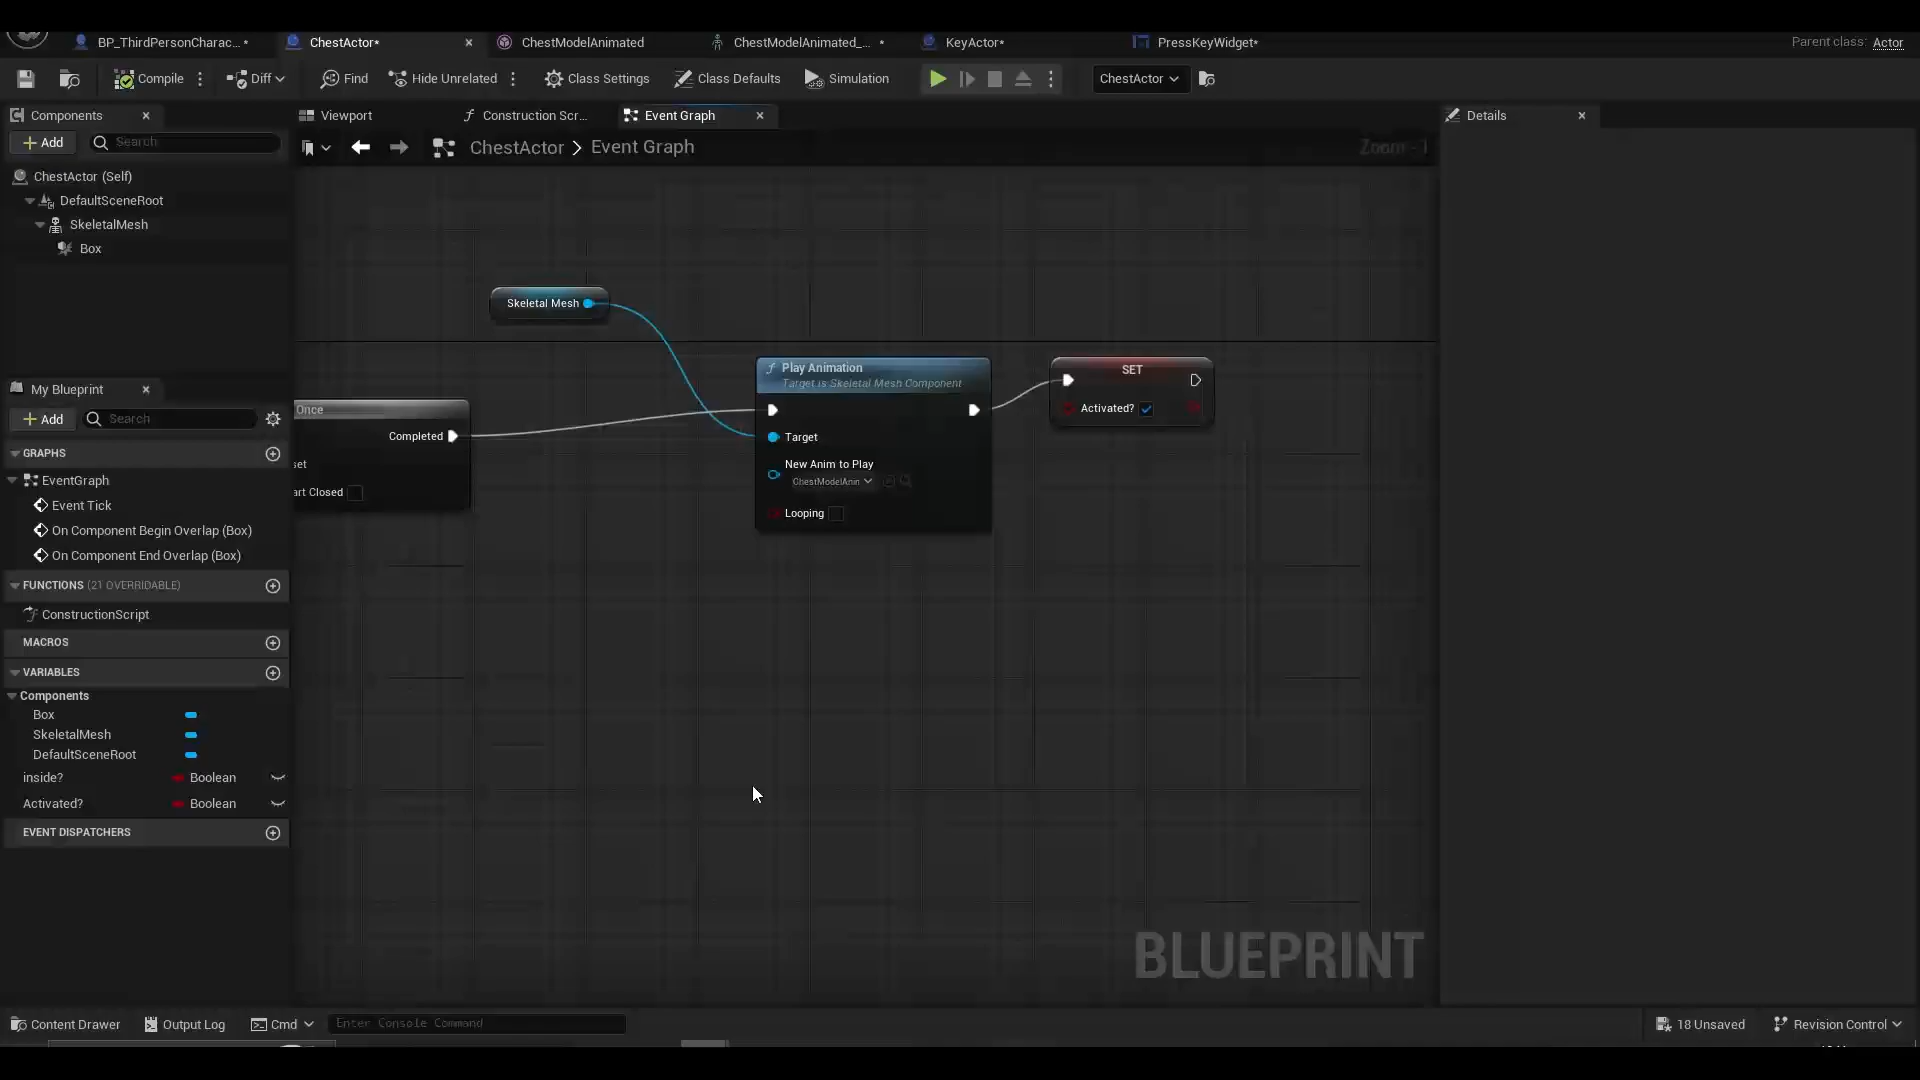 BP_ThirdPersonCharac... *
ChestActor*
ChestModelAnimated
ChestModelAnimated_... *
KeyActor*
PressKeyWidget*
Parent class: Actor
Compile
Diff
Find
Hide Unrelated
Class Settings
Class Defaults
Simulation
ChestActor
Components
Viewport
Construction Scr...
Event Graph
Details
Add
Search
ChestActor > Event Graph
Zoom -1
ChestActor (Self)
DefaultSceneRoot
SkeletalMesh
Box
My Blueprint
Add
Search
GRAPHS
EventGraph
Event Tick
On Component Begin Overlap (Box)
On Component End Overlap (Box)
FUNCTIONS (21 OVERRIDABLE)
ConstructionScript
MACROS
VARIABLES
Components
Box
SkeletalMesh
DefaultSceneRoot
inside? Boolean
Activated? Boolean
EVENT DISPATCHERS
Skeletal Mesh
Once
Completed
set
art Closed
Play Animation
Target is Skeletal Mesh Component
Target
New Anim to Play
ChestModelAnin
Looping
SET
Activated?
BLUEPRINT
Content Drawer
Output Log
Cmd
Enter Console Command
18 Unsaved
Revision Control